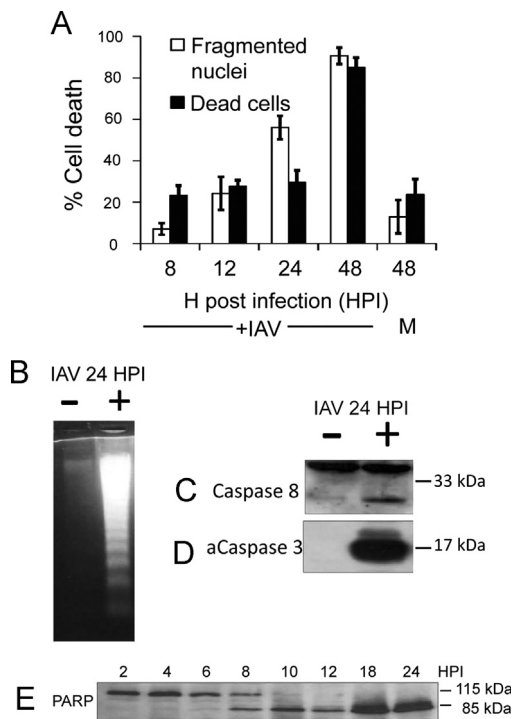 A
100
80
60
40
20
0
% Cell death
Fragmented
nuclei
Dead cells
8 12 24 48 48
H post infection (HPI)
+IAV M
B
IAV 24 HPI
− +
IAV 24 HPI
− +
C Caspase 8 33 kDa
D aCaspase 3 17 kDa
2 4 6 8 10 12 18 24 HPI
E PARP 115 kDa
85 kDa